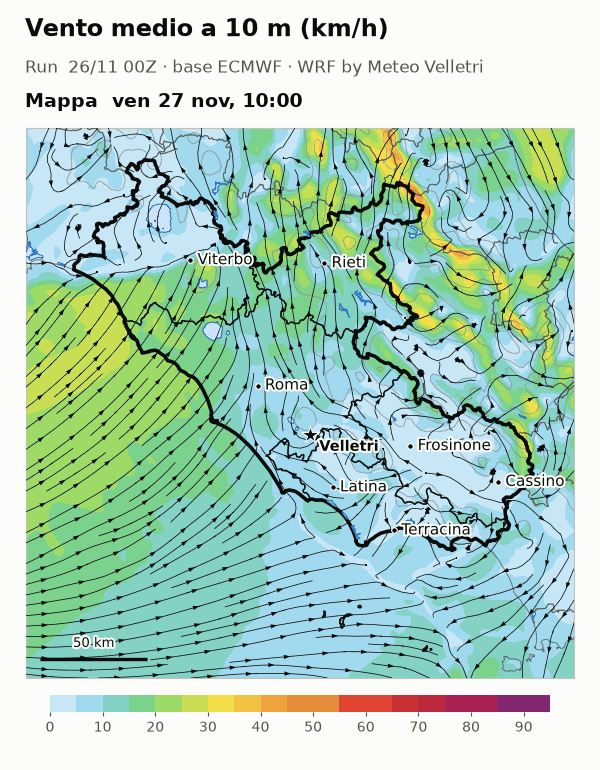 Vento medio a 10 m (km/h)
Run  26/11 00Z · base ECMWF · WRF by Meteo Velletri
Mappa  ven 27 nov, 10:00
Viterbo
Rieti
Roma
Velletri
Frosinone
Cassino
Latina
Terracina
50 km
0 10 20 30 40 50 60 70 80 90